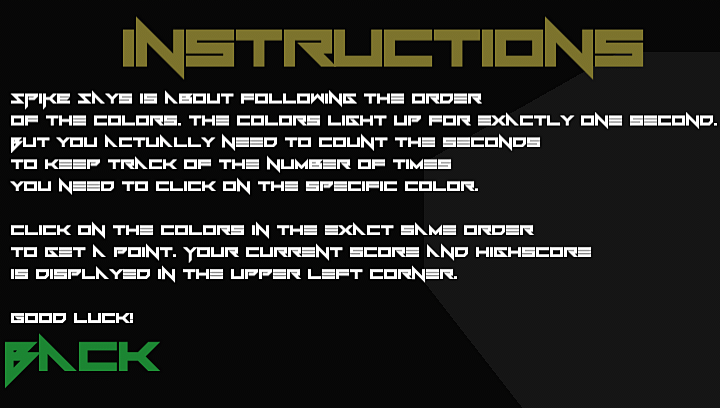 INSTRUCTIONS
SPIKE SAYS IS ABOUT FOLLOWING THE ORDER
OF THE COLORS. THE COLORS LIGHT UP FOR EXACTLY ONE SECOND.
BUT YOU ACTUALLY NEED TO COUNT THE SECONDS
TO KEEP TRACK OF THE NUMBER OF TIMES
YOU NEED TO CLICK ON THE SPECIFIC COLOR.
CLICK ON THE COLORS IN THE EXACT SAME ORDER
TO GET A POINT. YOUR CURRENT SCORE AND HIGHSCORE
IS DISPLAYED IN THE UPPER LEFT CORNER.
GOOD LUCK!
BACK